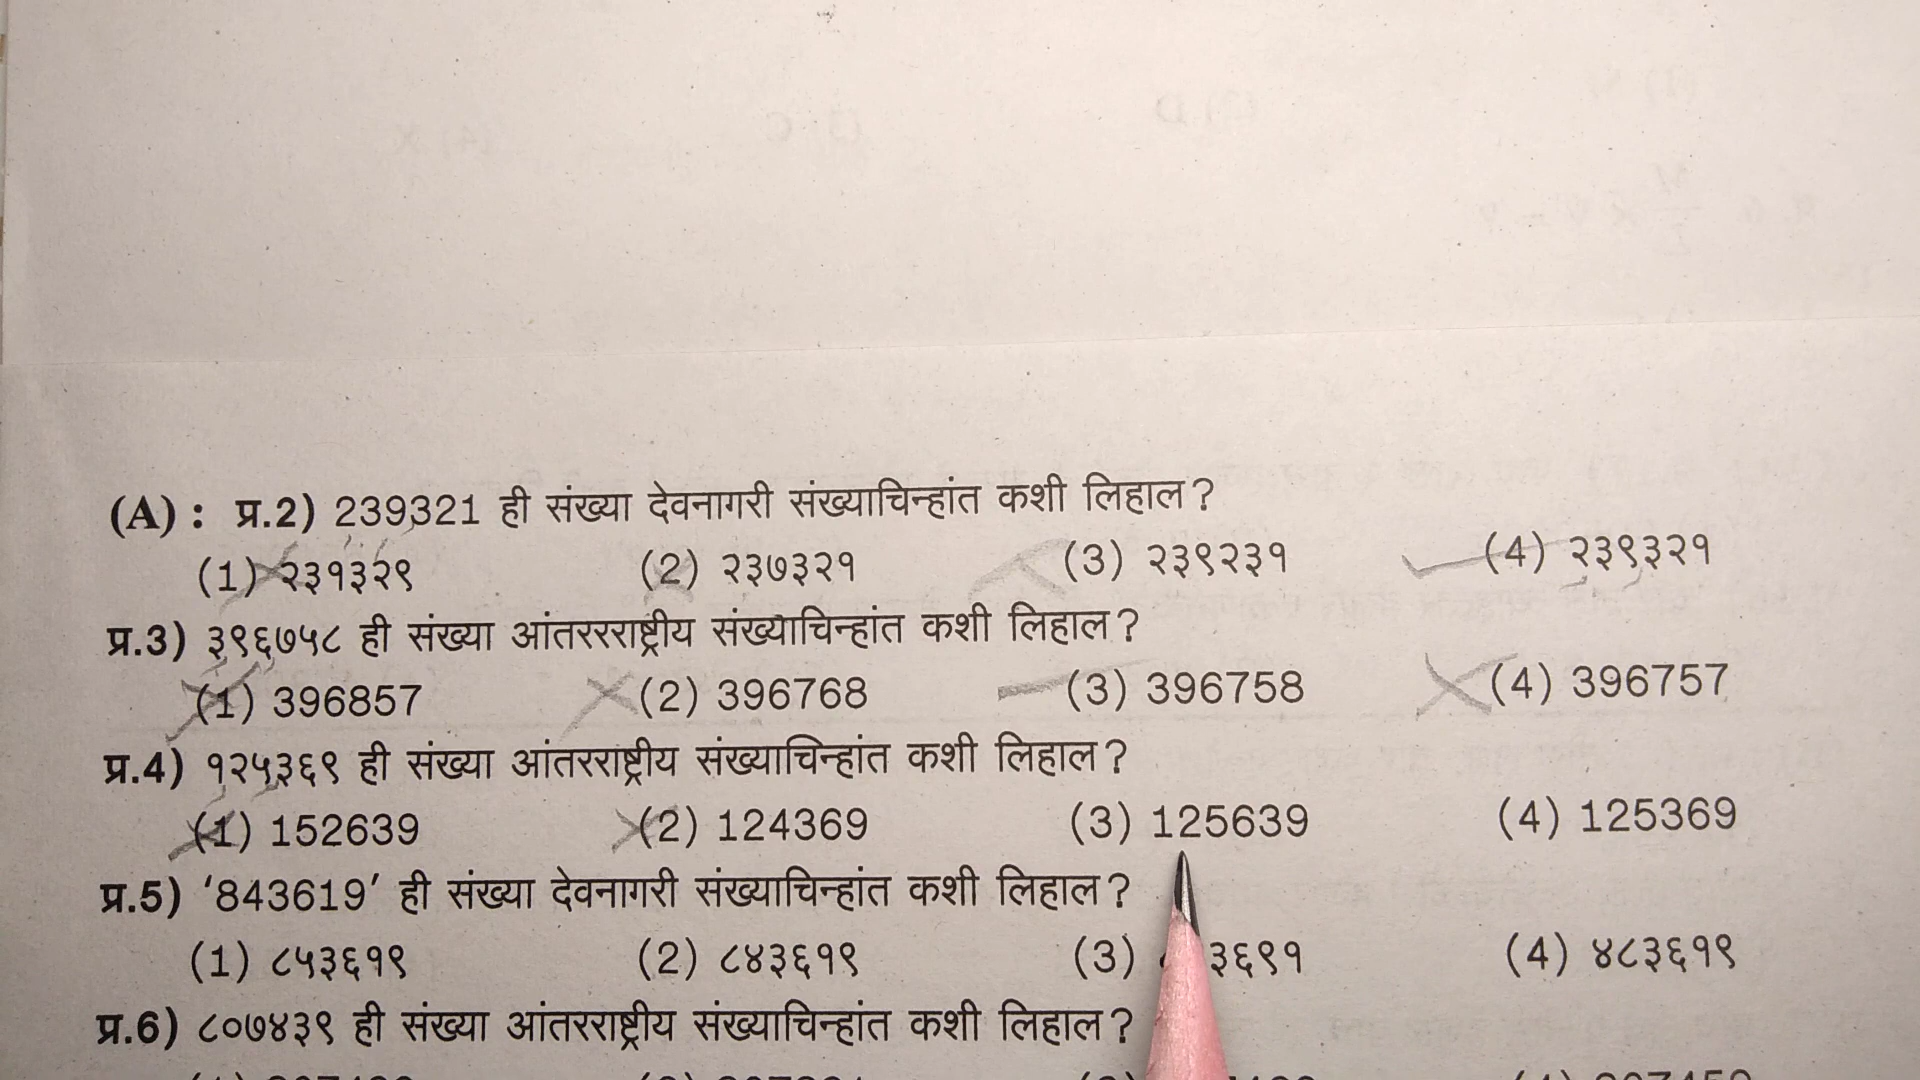 (A) : प्र.2) 239321 ही संख्या देवनागरी संख्याचिन्हांत कशी लिहाल?
(1) २३१३२९ (2) २३७३२१ (3) २३९२३१ (4) २३९३२१
प्र.3) ३९६७५८ ही संख्या आंतररराष्ट्रीय संख्याचिन्हांत कशी लिहाल?
(1) 396857 (2) 396768 (3) 396758 (4) 396757
प्र.4) १२५३६९ ही संख्या आंतरराष्ट्रीय संख्याचिन्हांत कशी लिहाल?
(1) 152639 (2) 124369 (3) 125639 (4) 125369
प्र.5) ‘843619’ ही संख्या देवनागरी संख्याचिन्हांत कशी लिहाल?
(1) ८५३६१९ (2) ८४३६१९ (3) ३६९१ (4) ४८३६१९
प्र.6) ८०७४३९ ही संख्या आंतरराष्ट्रीय संख्याचिन्हांत कशी लिहाल?